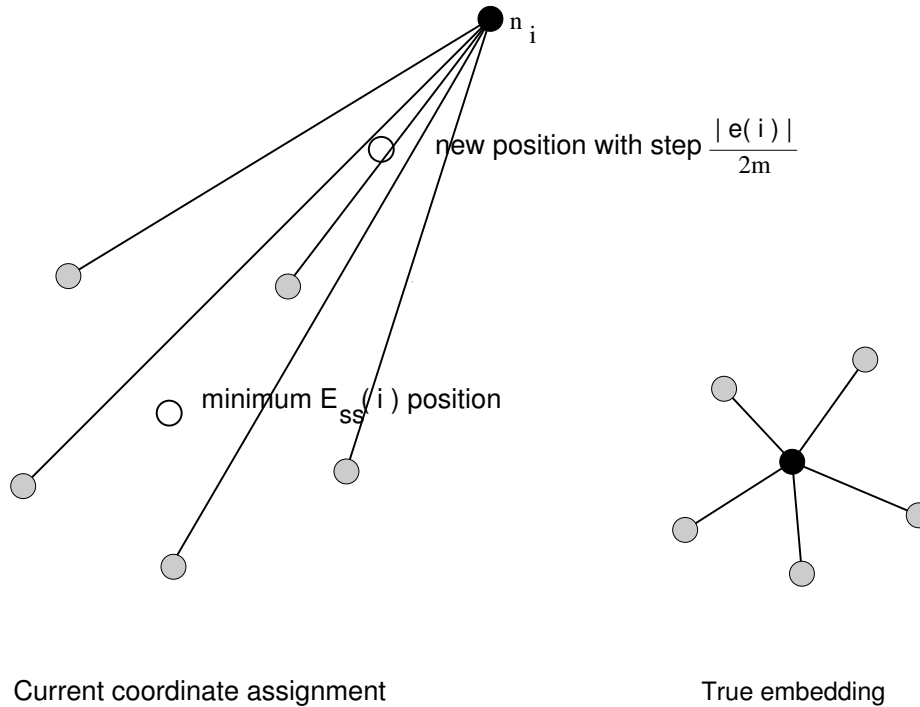 n i
new position with step | e( i ) | / 2m
minimum E ss ( i ) position
Current coordinate assignment
True embedding